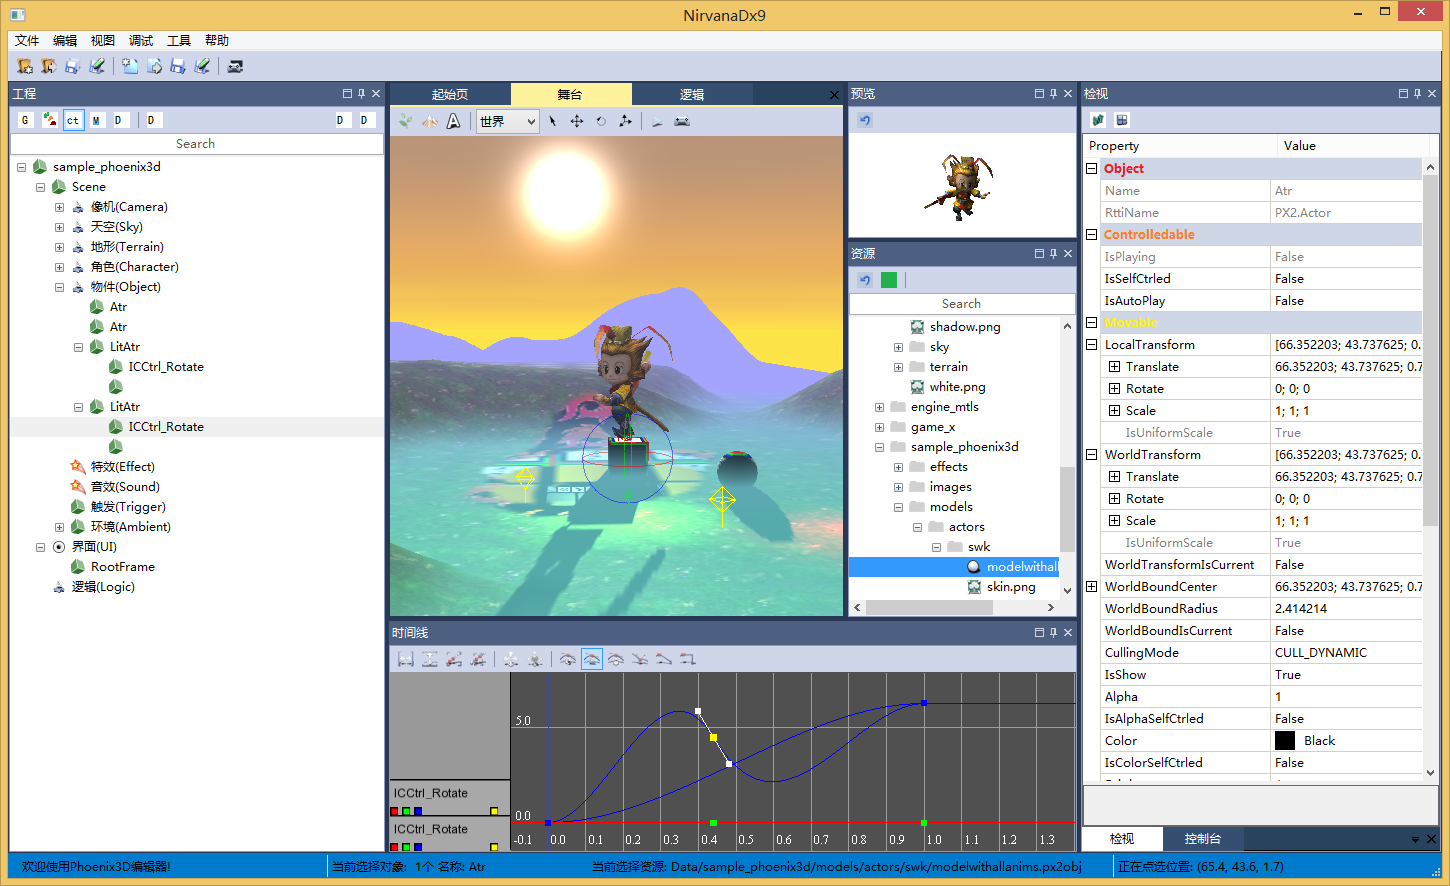 NirvanaDx9
文件 编辑 视图 调试 工具 帮助
工程
G ct M D D D D
Search
sample_phoenix3d
Scene
像机(Camera)
天空(Sky)
地形(Terrain)
角色(Character)
物件(Object)
Atr
Atr
LitAtr
ICCtrl_Rotate
LitAtr
ICCtrl_Rotate
特效(Effect)
音效(Sound)
触发(Trigger)
环境(Ambient)
界面(UI)
RootFrame
逻辑(Logic)
起始页 舞台 逻辑
世界
预览
资源
Search
shadow.png
sky
terrain
white.png
engine_mtls
game_x
sample_phoenix3d
effects
images
models
actors
swk
modelwithall
skin.png
时间线
5.0
0.0
-0.1 0.0 0.1 0.2 0.3 0.4 0.5 0.6 0.7 0.8 0.9 1.0 1.1 1.2 1.3
ICCtrl_Rotate
ICCtrl_Rotate
检视
Property Value
Object
Name Atr
RttiName PX2.Actor
Controlledable
IsPlaying False
IsSelfCtrled False
IsAutoPlay False
Movable
LocalTransform [66.352203; 43.737625; 0.
Translate 66.352203; 43.737625; 0.7
Rotate 0; 0; 0
Scale 1; 1; 1
IsUniformScale True
WorldTransform [66.352203; 43.737625; 0.
Translate 66.352203; 43.737625; 0.7
Rotate 0; 0; 0
Scale 1; 1; 1
IsUniformScale True
WorldTransformIsCurrent False
WorldBoundCenter 66.352203; 43.737625; 0.7
WorldBoundRadius 2.414214
WorldBoundIsCurrent False
CullingMode CULL_DYNAMIC
IsShow True
Alpha 1
IsAlphaSelfCtrled False
Color Black
IsColorSelfCtrled False
检视 控制台
欢迎使用Phoenix3D编辑器! 当前选择对象: 1个 名称: Atr 当前选择资源: Data/sample_phoenix3d/models/actors/swk/modelwithallanims.px2obj 正在点选位置: (65.4, 43.6, 1.7)